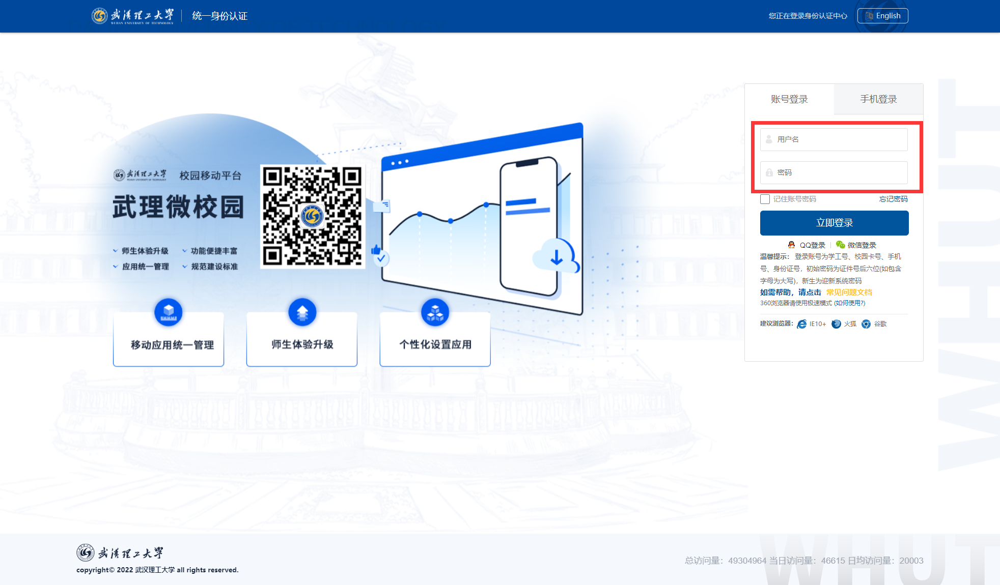 武汉理工大学
WUHAN UNIVERSITY OF TECHNOLOGY
统一身份认证
您正在登录身份认证中心
English
武汉理工大学 校园移动平台
WUHAN UNIVERSITY OF TECHNOLOGY
武理微校园
师生体验升级 功能便捷丰富
应用统一管理 规范建设标准
移动应用统一管理
师生体验升级
个性化设置应用
账号登录 手机登录
用户名
密码
记住账号密码 忘记密码
立即登录
QQ登录 微信登录
温馨提示： 登录账号为学工号、校园卡号、手机
号、身份证号，初始密码为证件号后六位(如包含
字母为大写)，新生为迎新系统密码
如需帮助，请点击 常见问题文档
360浏览器请使用极速模式 (如何使用?)
建议浏览器： IE10+ 火狐 谷歌
WHUT
武汉理工大学
copyright© 2022 武汉理工大学 all rights reserved.
总访问量：49304964 当日访问量：46615 日均访问量：20003
WHUT